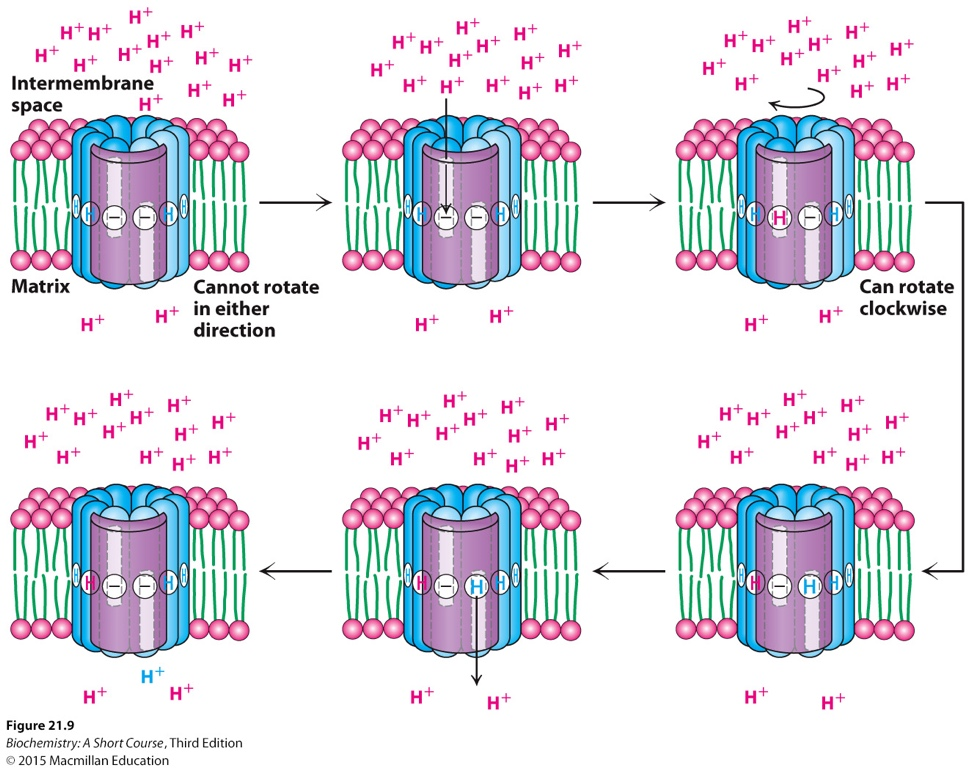 H⁺ H⁺ H⁺ H⁺ H⁺ H⁺ H⁺ H⁺ H⁺ H⁺ H⁺ H⁺ H⁺
Intermembrane
space
H H – – H H
Matrix
Cannot rotate
in either
direction
H⁺ H⁺
H⁺ H⁺ H⁺ H⁺ H⁺ H⁺ H⁺ H⁺ H⁺ H⁺ H⁺ H⁺ H⁺ H⁺
H H – – H H
H⁺ H⁺
H⁺ H⁺ H⁺ H⁺ H⁺ H⁺ H⁺ H⁺ H⁺ H⁺ H⁺ H⁺ H⁺
H H H – H H
Can rotate
clockwise
H⁺ H⁺
H⁺ H⁺ H⁺ H⁺ H⁺ H⁺ H⁺ H⁺ H⁺ H⁺ H⁺ H⁺ H⁺
H H – H H H
H⁺ H⁺
H⁺ H⁺ H⁺ H⁺ H⁺ H⁺ H⁺ H⁺ H⁺ H⁺ H⁺ H⁺ H⁺
H H – H H H
H⁺ H⁺
H⁺ H⁺ H⁺ H⁺ H⁺ H⁺ H⁺ H⁺ H⁺ H⁺ H⁺ H⁺ H⁺
H H – – H H
H⁺
H⁺ H⁺
Figure 21.9
Biochemistry: A Short Course, Third Edition
© 2015 Macmillan Education